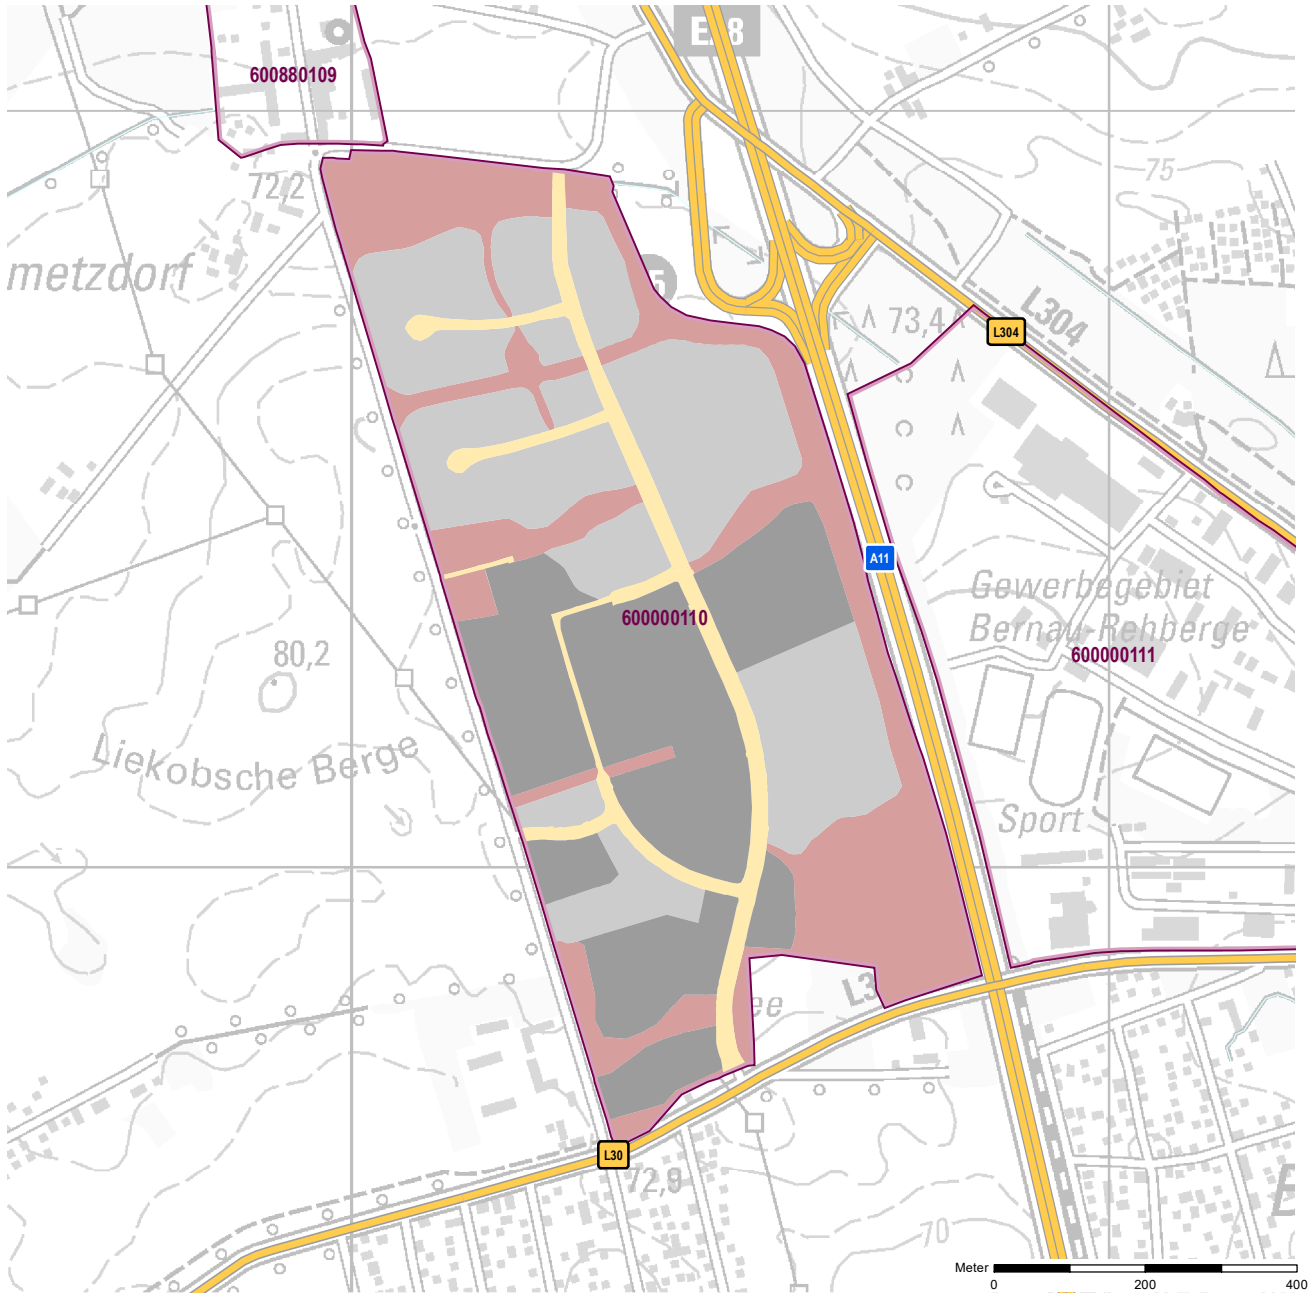 600880109
72,2
metzdorf
75
73,4
L304
L304
A11
Gewerbegebiet
Bernau-Rehberge
600000110
600000111
80,2
Liekobsche Berge
Sport
L3
ee
L30
72,9
70
Meter
0
200
400